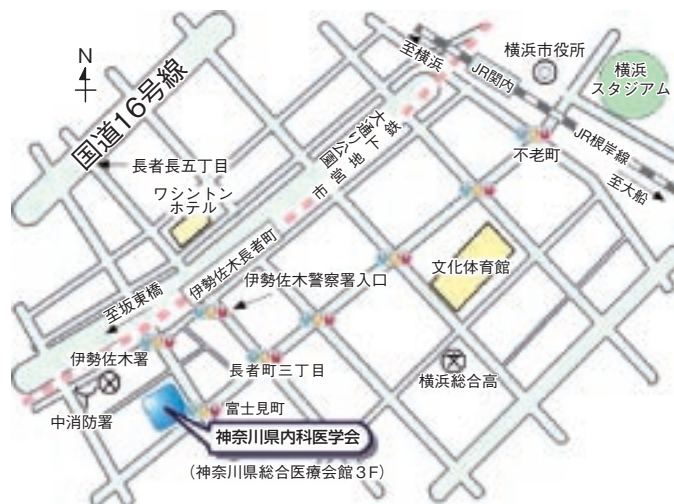 N
国道16号線
長者長五丁目
ワシントン
ホテル
至横浜
JR関内
横浜市役所
横浜
スタジアム
JR根岸線
至大船
不老町
大通り公園
市営地下鉄
伊勢佐木長者町
至坂東橋
文化体育館
伊勢佐木警察署入口
伊勢佐木署
長者町三丁目
横浜総合高
中消防署
富士見町
神奈川県内科医学会
（神奈川県総合医療会館3F）